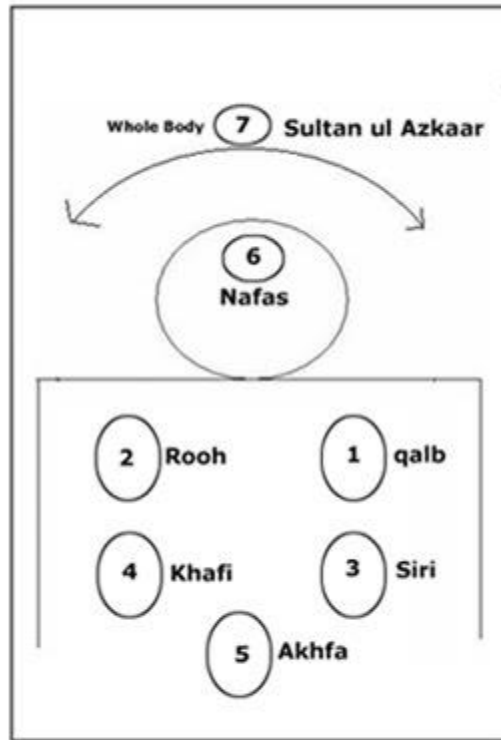 Whole Body 7 Sultan ul Azkaar
6
Nafas
2 Rooh 1 qalb
4 Khafi 3 Siri
5 Akhfa